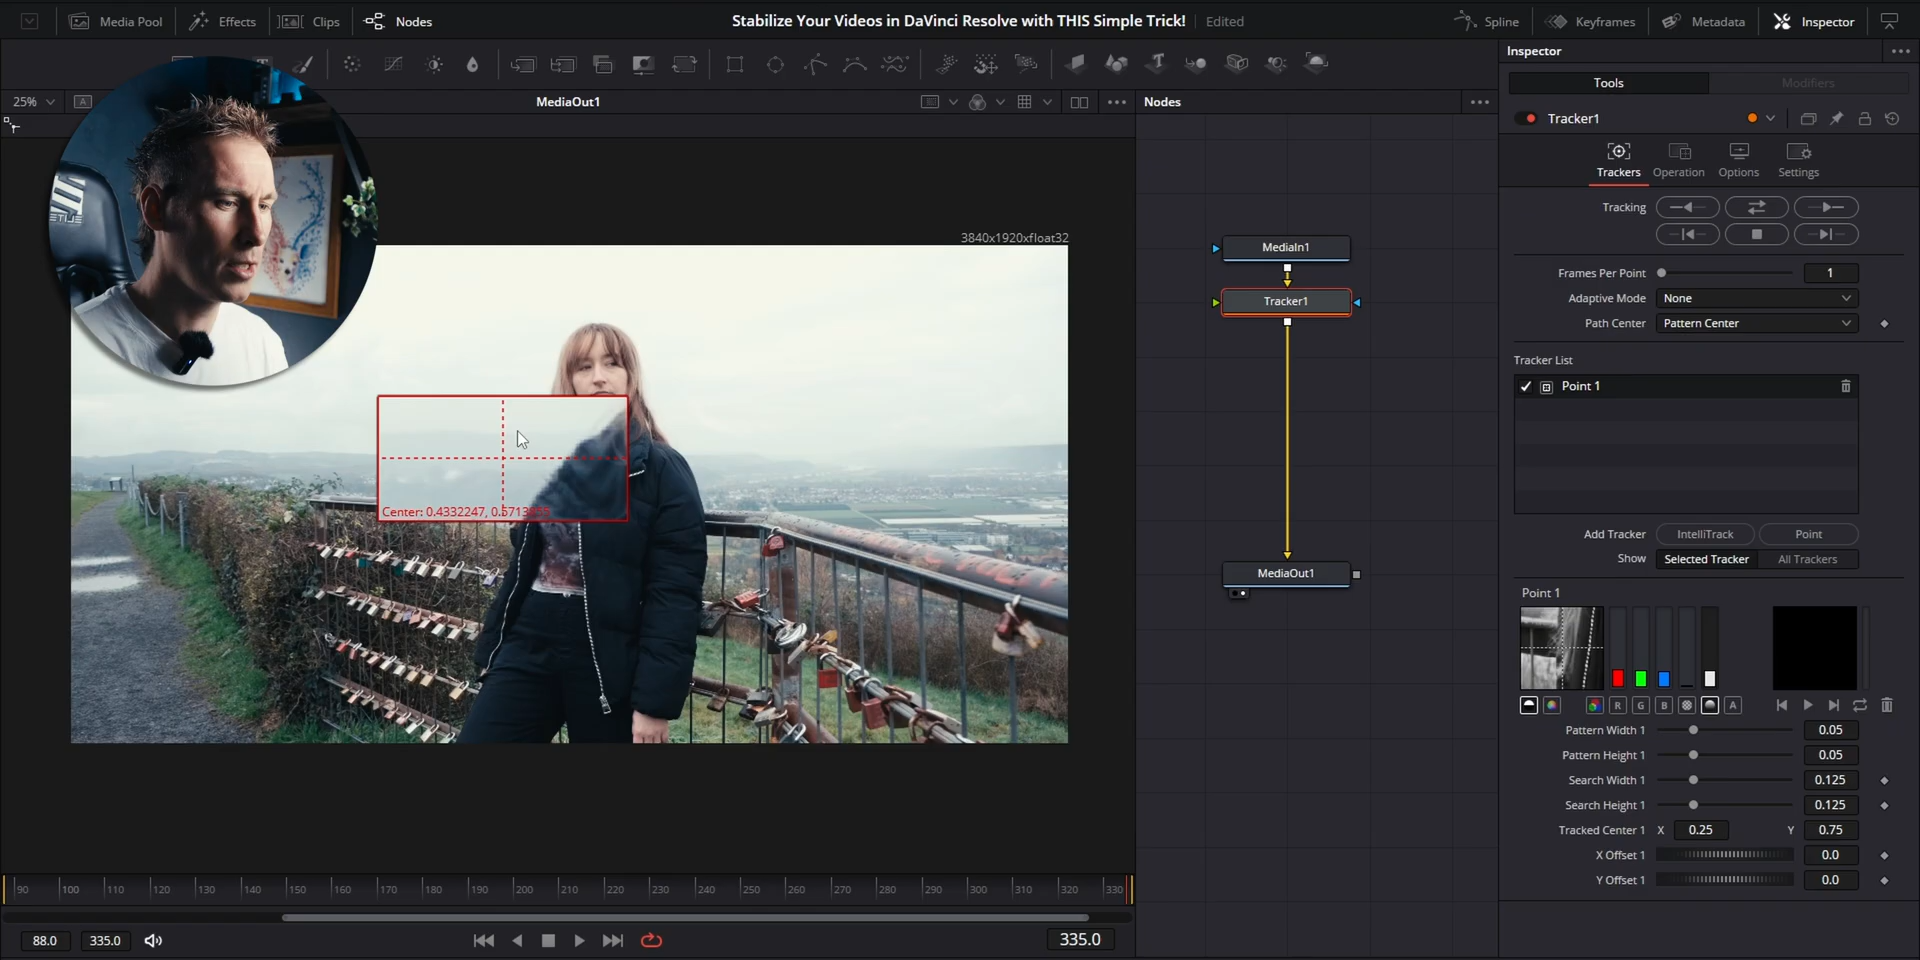 Media Pool
Effects
Clips
Nodes
Stabilize Your Videos in DaVinci Resolve with THIS Simple Trick!
Edited
Spline
Keyframes
Metadata
Inspector
Inspector
Tools
Modifiers
25%
A
MediaOut1
Nodes
Tracker1
Trackers
Operation
Options
Settings
3840x1920xfloat32
MediaIn1
Tracker1
MediaOut1
Center: 0.4332247,
Tracking
Frames Per Point 1
Adaptive Mode None
Path Center Pattern Center
Tracker List
Point 1
Add Tracker IntelliTrack Point
Show Selected Tracker All Trackers
Point 1
R G B A
Pattern Width 1 0.05
Pattern Height 1 0.05
Search Width 1 0.125
Search Height 1 0.125
Tracked Center 1 X 0.25 Y 0.75
X Offset 1 0.0
Y Offset 1 0.0
90 100 110 120 130 140 150 160 170 180 190 200 210 220 230 240 250 260 270 280 290 300 310 320 330
88.0 335.0 335.0